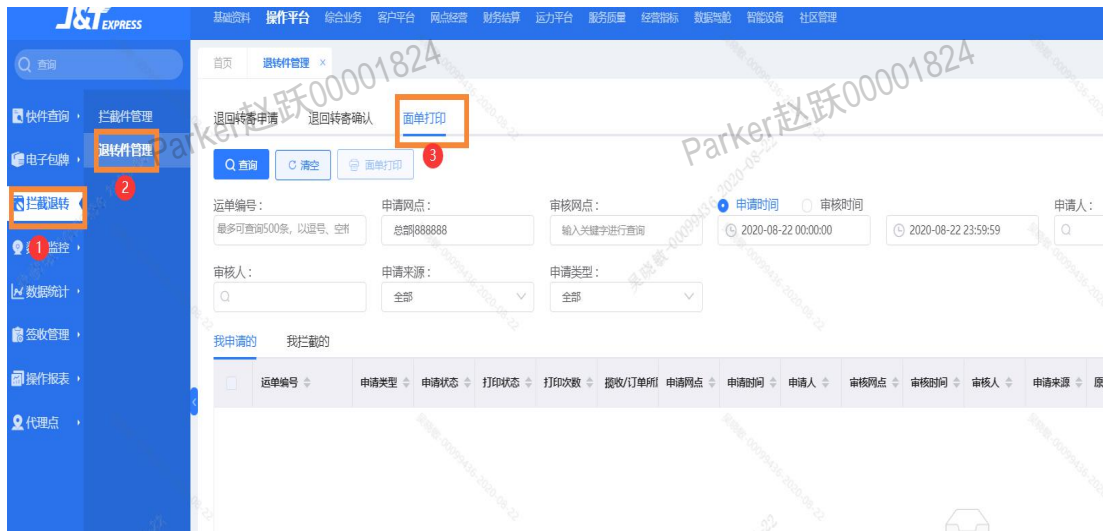 J&T EXPRESS
基础资料 操作平台 综合业务 客户平台 网点经营 财务结算 运力平台 服务质量 经营指标 数据驾舱 智能设备 社区管理
查询
首页 退转件管理 ×
快件查询
拦截件管理
退回转寄申请 退回转寄确认 面单打印
Parker赵跃00001824
Parker赵跃00001824
电子包牌
退转件管理
查询 清空 面单打印
3
2
拦截退转
运单编号: 申请网点: 审核网点: 申请时间 审核时间 申请人:
最多可查询500条, 以逗号、空格 总部|888888 输入关键字进行查询 2020-08-22 00:00:00 2020-08-22 23:59:59
1
监控
审核人: 申请来源: 申请类型:
数据统计
全部 全部
签收管理
我申请的 我拦截的
操作报表
运单编号 申请类型 申请状态 打印状态 打印次数 揽收/订单所 申请网点 申请时间 申请人 审核网点 审核时间 审核人 申请来源 原
代理点
吴晓敏-00099436-2020-08-22